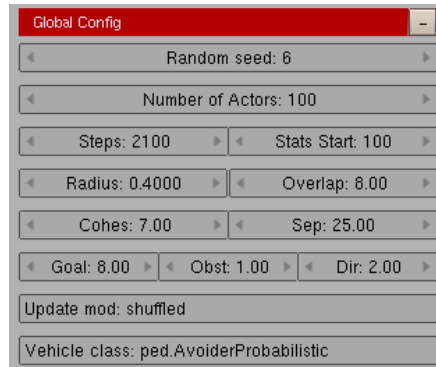 Global Config
Random seed: 6
Number of Actors: 100
Steps: 2100 Stats Start: 100
Radius: 0.4000 Overlap: 8.00
Cohes: 7.00 Sep: 25.00
Goal: 8.00 Obst: 1.00 Dir: 2.00
Update mod: shuffled
Vehicle class: ped.AvoiderProbabilistic